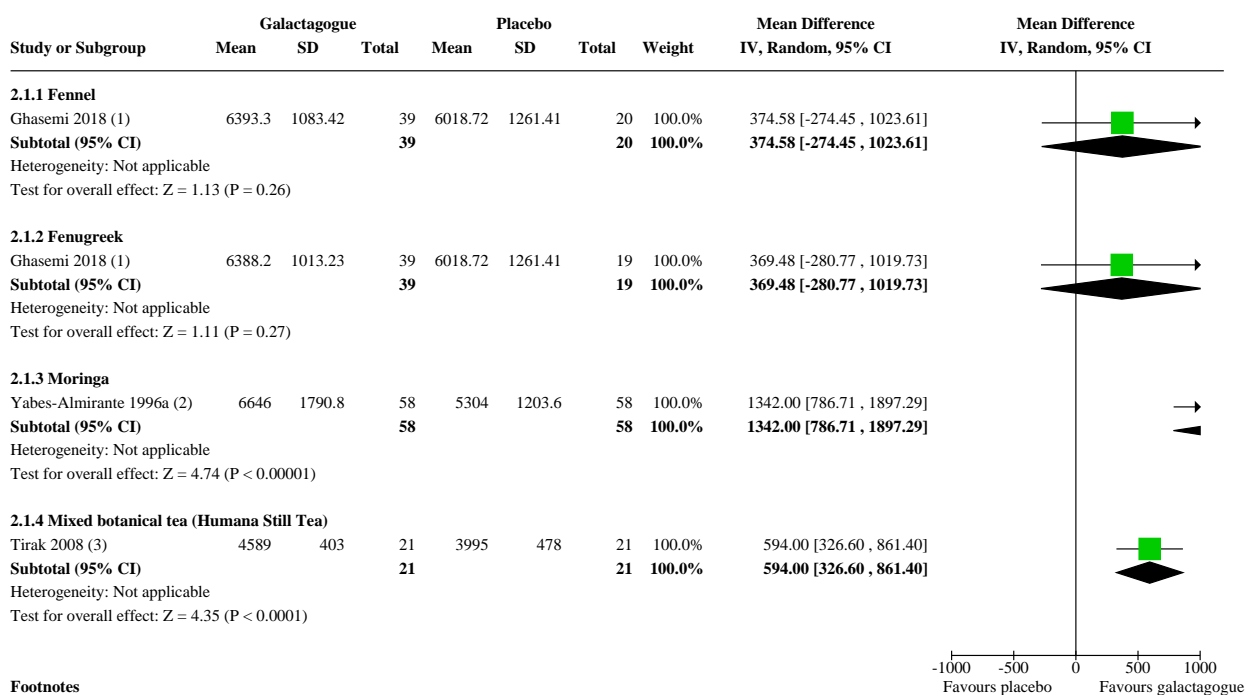 Galactagogue Placebo Mean Difference Mean Difference
Study or Subgroup Mean SD Total Mean SD Total Weight IV, Random, 95% CI IV, Random, 95% CI
2.1.1 Fennel
Ghasemi 2018 (1) 6393.3 1083.42 39 6018.72 1261.41 20 100.0% 374.58 [-274.45 , 1023.61]
Subtotal (95% CI) 39 20 100.0% 374.58 [-274.45 , 1023.61]
Heterogeneity: Not applicable
Test for overall effect: Z = 1.13 (P = 0.26)
2.1.2 Fenugreek
Ghasemi 2018 (1) 6388.2 1013.23 39 6018.72 1261.41 19 100.0% 369.48 [-280.77 , 1019.73]
Subtotal (95% CI) 39 19 100.0% 369.48 [-280.77 , 1019.73]
Heterogeneity: Not applicable
Test for overall effect: Z = 1.11 (P = 0.27)
2.1.3 Moringa
Yabes-Almirante 1996a (2) 6646 1790.8 58 5304 1203.6 58 100.0% 1342.00 [786.71 , 1897.29]
Subtotal (95% CI) 58 58 100.0% 1342.00 [786.71 , 1897.29]
Heterogeneity: Not applicable
Test for overall effect: Z = 4.74 (P < 0.00001)
2.1.4 Mixed botanical tea (Humana Still Tea)
Tirak 2008 (3) 4589 403 21 3995 478 21 100.0% 594.00 [326.60 , 861.40]
Subtotal (95% CI) 21 21 100.0% 594.00 [326.60 , 861.40]
Heterogeneity: Not applicable
Test for overall effect: Z = 4.35 (P < 0.0001)
-1000 -500 0 500 1000
Footnotes Favours placebo Favours galactagogue